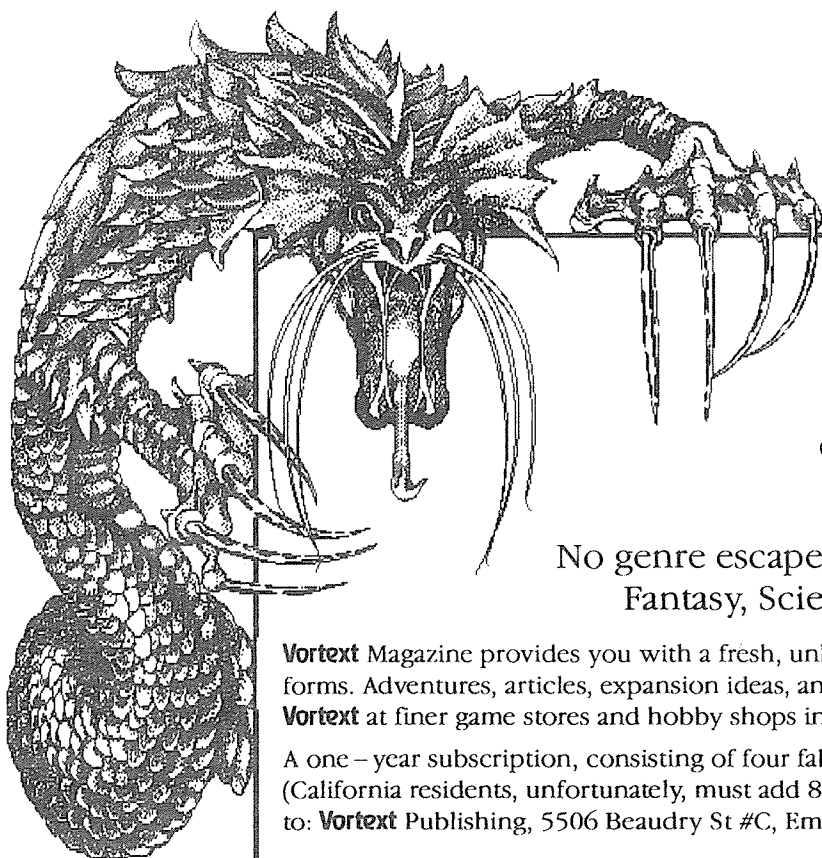 No genre escape
Fantasy, Scie
Vortext Magazine provides you with a fresh, uni
forms. Adventures, articles, expansion ideas, an
Vortext at finer game stores and hobby shops in
A one – year subscription, consisting of four fal
(California residents, unfortunately, must add 8
to: Vortext Publishing, 5506 Beaudry St #C, Em